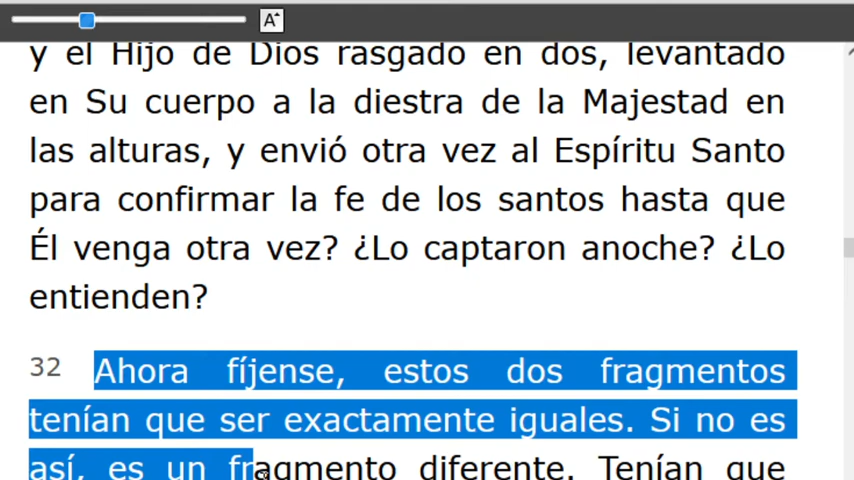 A
y el Hijo de Dios rasgado en dos, levantado
en Su cuerpo a la diestra de la Majestad en
las alturas, y envió otra vez al Espíritu Santo
para confirmar la fe de los santos hasta que
Él venga otra vez? ¿Lo captaron anoche? ¿Lo
entienden?
32 Ahora fíjense, estos dos fragmentos
tenían que ser exactamente iguales. Si no es
así, es un fragmento diferente. Tenían que